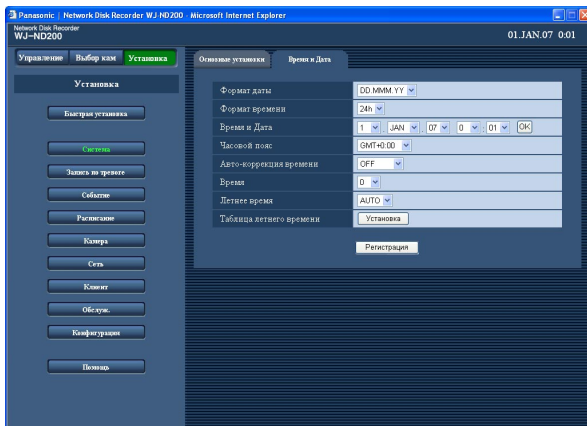 Panasonic | Network Disk Recorder WJ-ND200 - Microsoft Internet Explorer
Network Disk Recorder
WJ-ND200
01.JAN.07 0:01
Управление Выбор кам Установка
Основные установки Время и Дата
Установка
Быстрая установка
Система
Запись по тревоге
Событие
Расписание
Камера
Сеть
Клиент
Обслуж.
Конфигурация
Помощь
Формат даты DD.MMM.YY
Формат времени 24h
Время и Дата 1 . JAN . 07 0 : 01 OK
Часовой пояс GMT+0:00
Авто-коррекция времени OFF
Время 0
Летнее время AUTO
Таблица летнего времени Установка
Регистрация